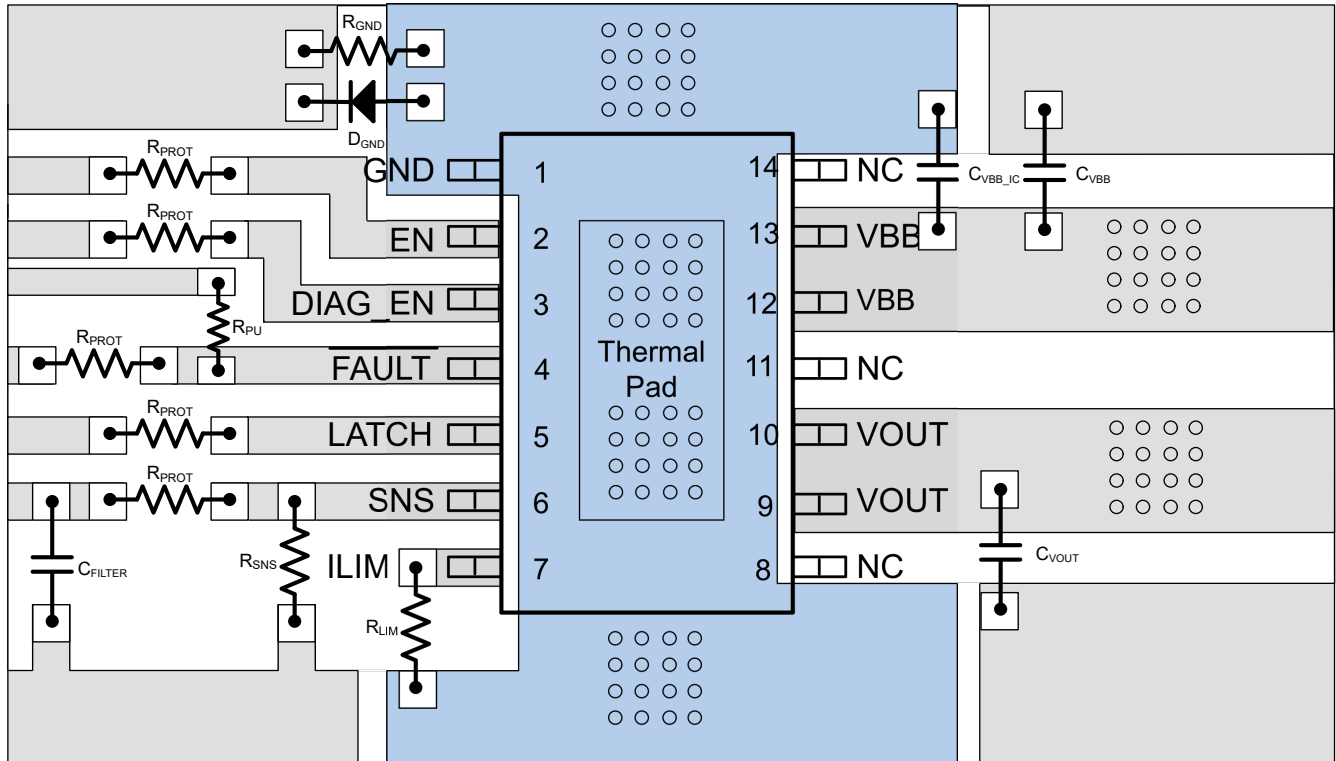 RGND
DGND
RPROT
GND
1
14
NC
CVBB_IC
CVBB
RPROT
EN
2
13
VBB
DIAG_EN
3
12
VBB
RPU
RPROT
FAULT
4
Thermal
Pad
11
NC
RPROT
LATCH
5
10
VOUT
RPROT
SNS
6
9
VOUT
CFILTER
RSNS
ILIM
7
8
NC
CVOUT
RLIM